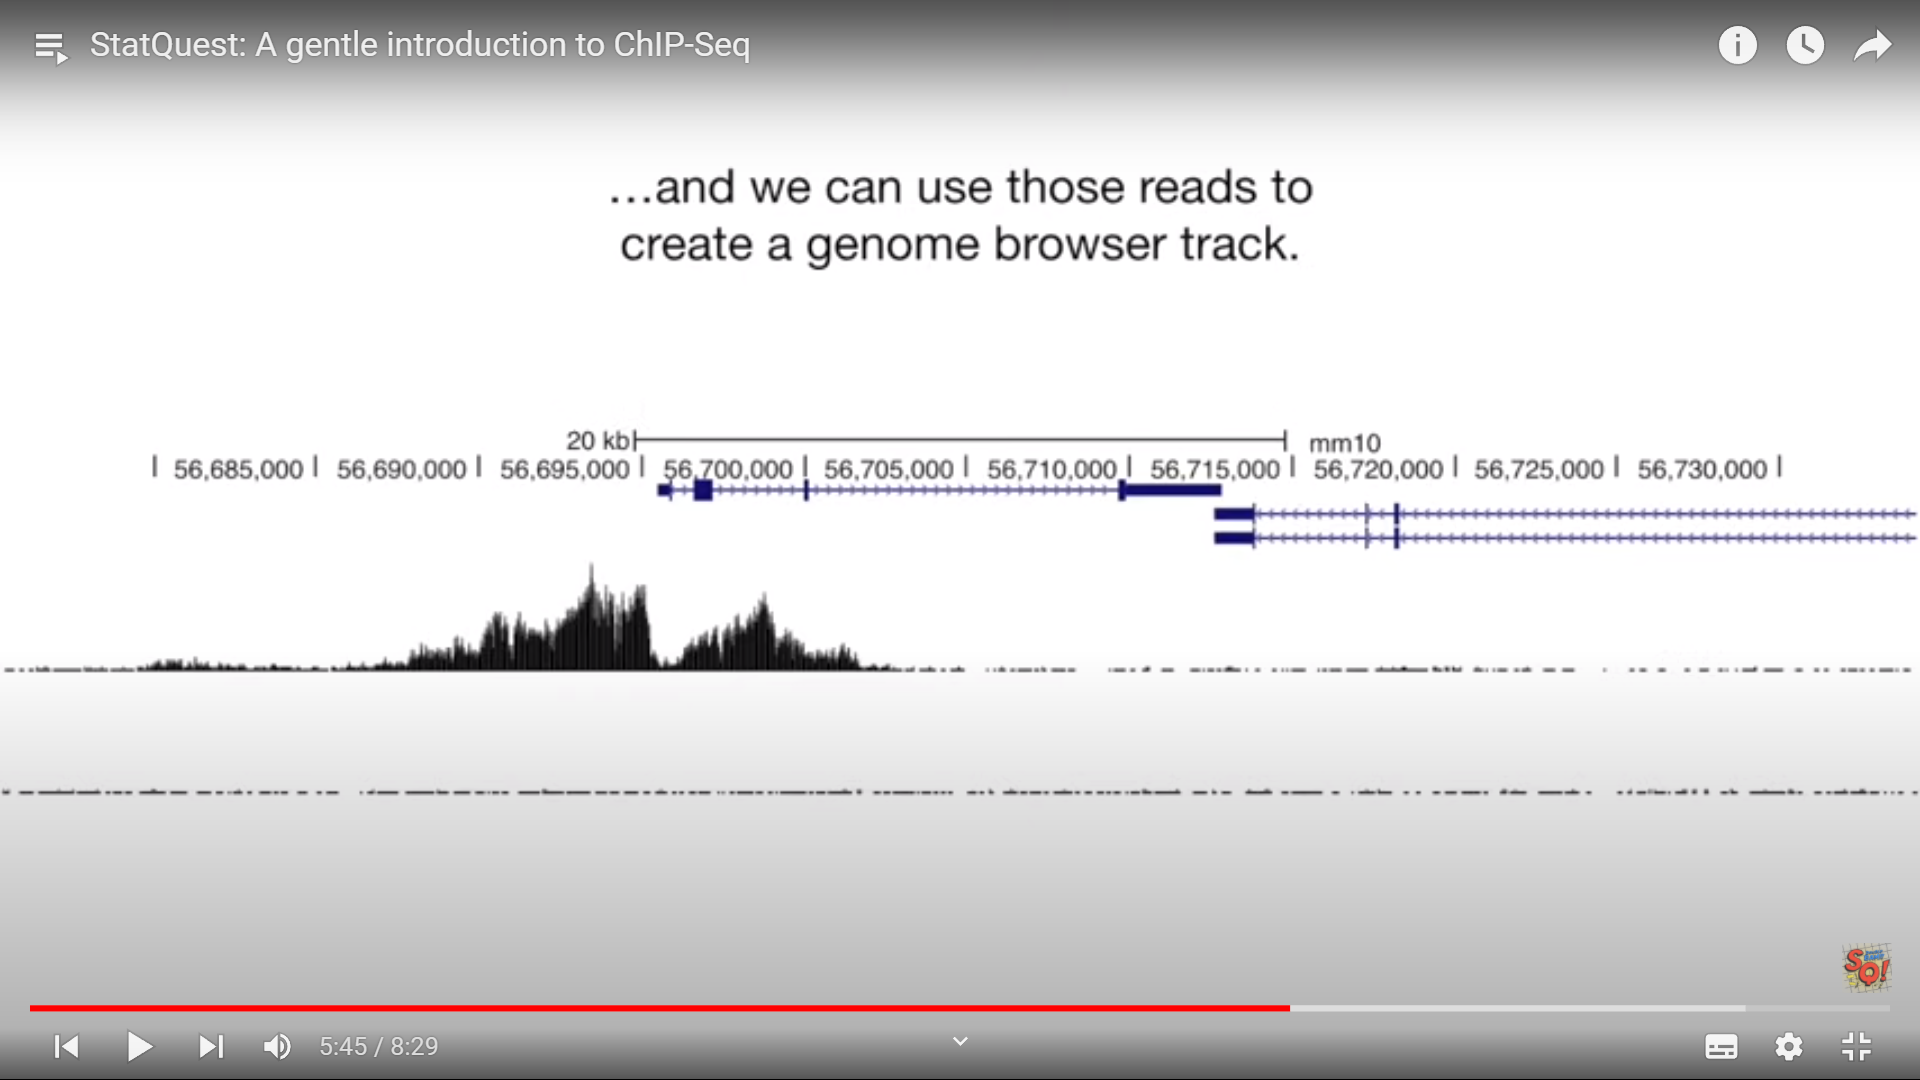 StatQuest: A gentle introduction to ChIP-Seq
…and we can use those reads to
create a genome browser track.
20 kb mm10
56,685,000 56,690,000 56,695,000 56,700,000 56,705,000 56,710,000 56,715,000 56,720,000 56,725,000 56,730,000
SQ!
5:45 / 8:29